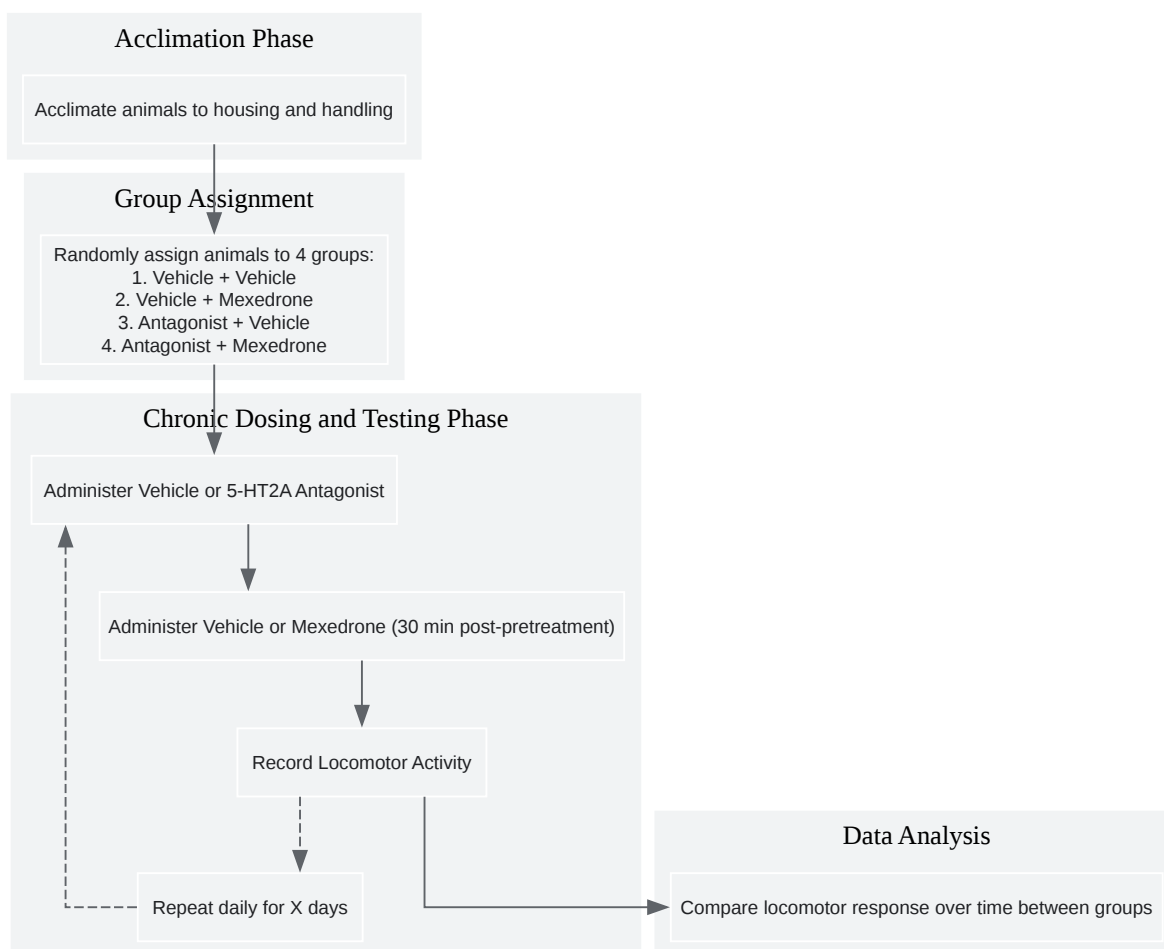 Acclimation Phase
Acclimate animals to housing and handling
Group Assignment
Randomly assign animals to 4 groups:
1. Vehicle + Vehicle
2. Vehicle + Mexedrone
3. Antagonist + Vehicle
4. Antagonist + Mexedrone
Chronic Dosing and Testing Phase
Administer Vehicle or 5-HT2A Antagonist
Administer Vehicle or Mexedrone (30 min post-pretreatment)
Record Locomotor Activity
Repeat daily for X days
Data Analysis
Compare locomotor response over time between groups